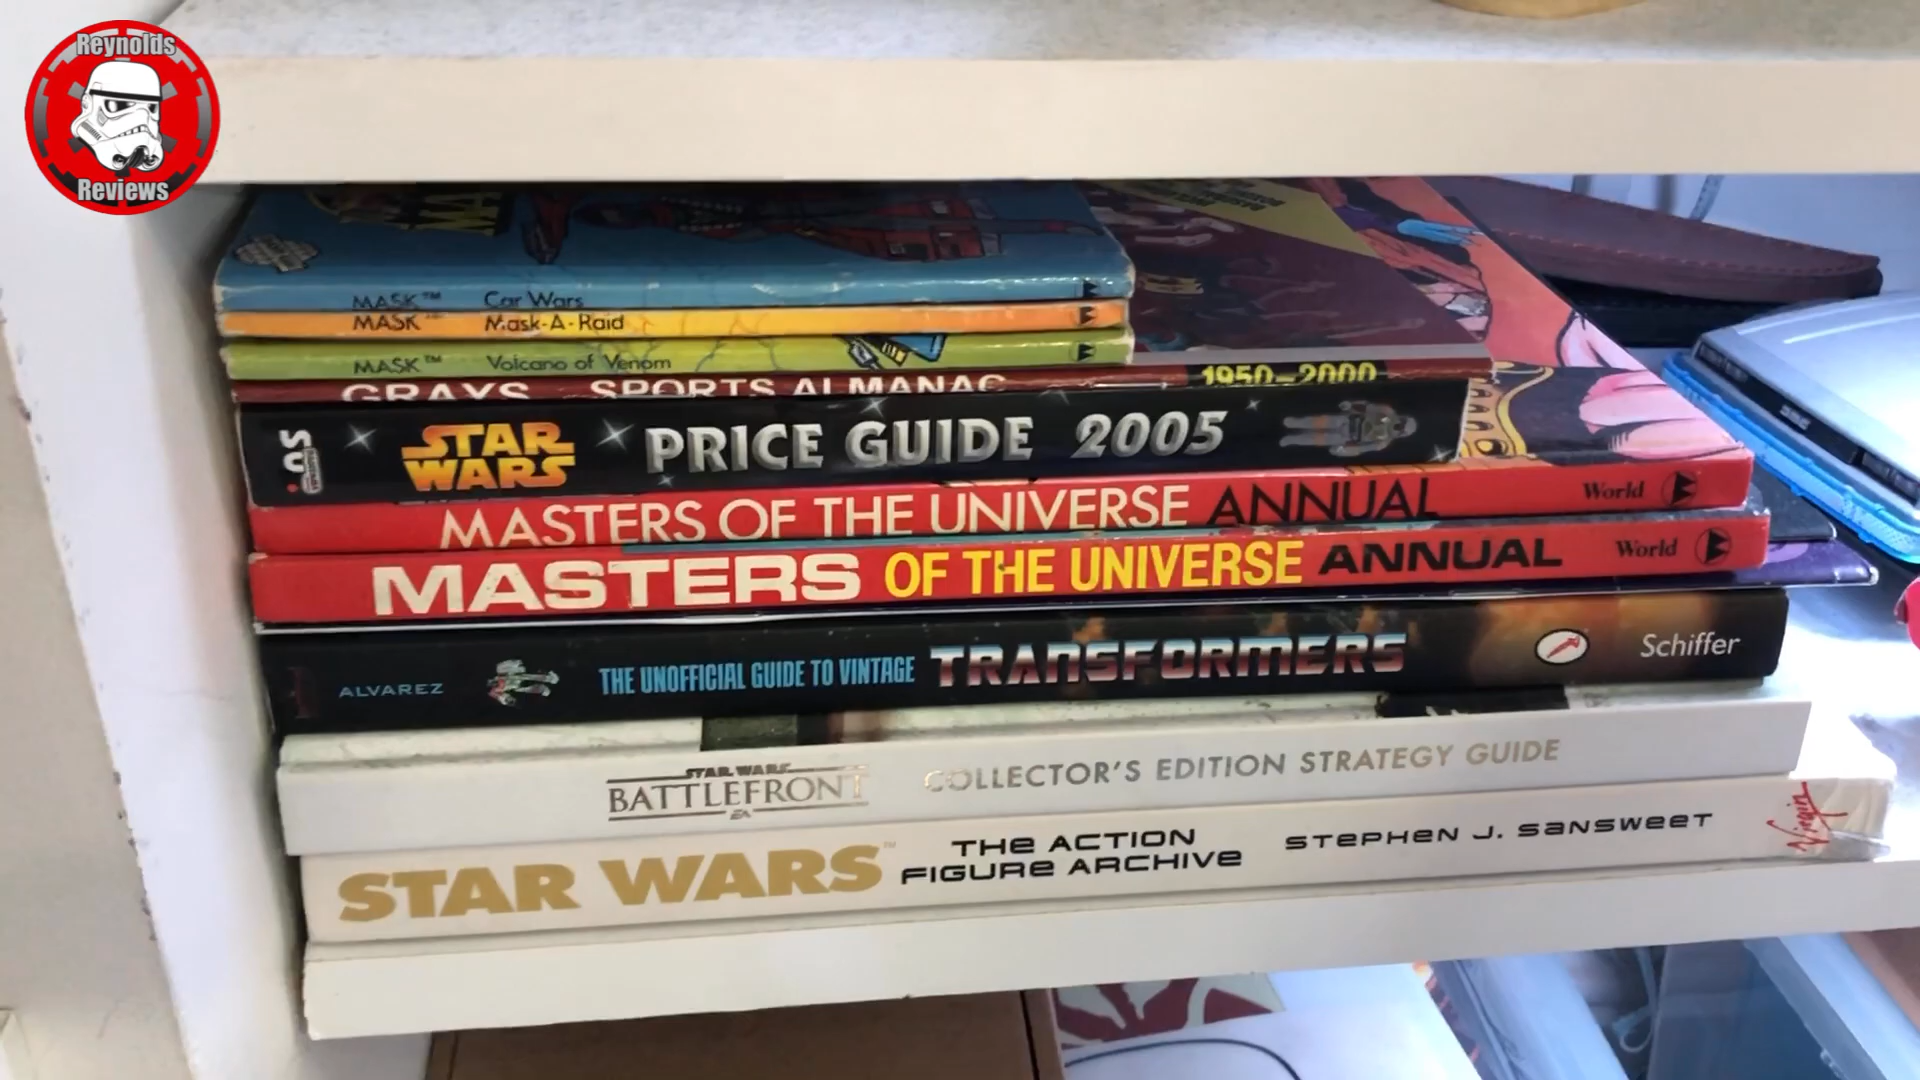 Reynolds
Reviews
MASK™ Car Wars
MASK™ Mask-A-Raid
MASK™ Volcano of Venom
GRAYS SPORTS ALMANAC 1950-2000
STAR WARS PRICE GUIDE 2005
MASTERS OF THE UNIVERSE ANNUAL World
MASTERS OF THE UNIVERSE ANNUAL World
ALVAREZ THE UNOFFICIAL GUIDE TO VINTAGE TRANSFORMERS Schiffer
STAR WARS
BATTLEFRONT COLLECTOR'S EDITION STRATEGY GUIDE
EA
STAR WARS™ THE ACTION FIGURE ARCHIVE STEPHEN J. SANSWEET Virgin